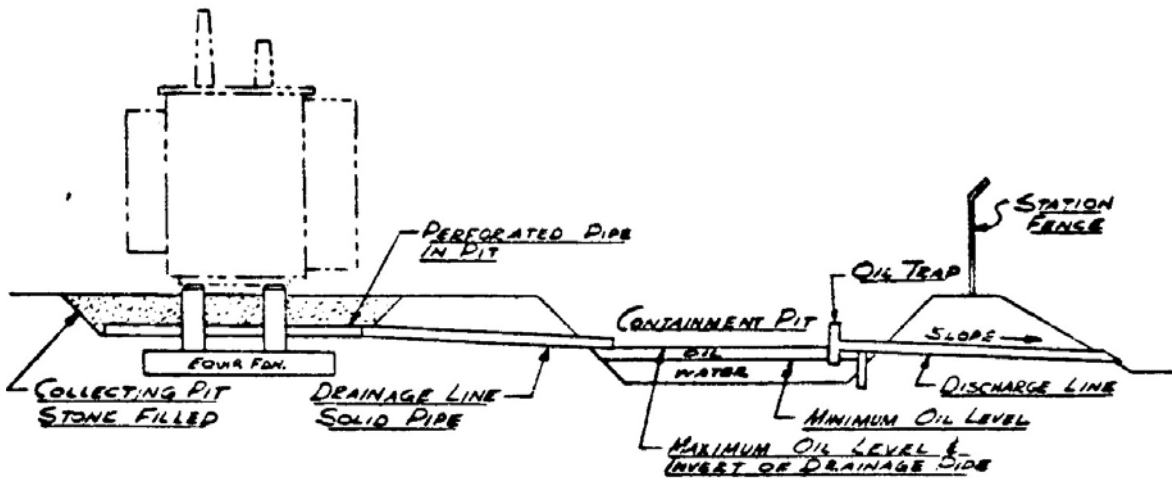 STATION
FENCE
PERFORATED PIPE
IN PIT
OIL TRAP
CONTAINMENT PIT
SLOPE
OIL
WATER
EQUIP. FDN.
COLLECTING PIT
STONE FILLED
DRAINAGE LINE
SOLID PIPE
DISCHARGE LINE
MINIMUM OIL LEVEL
MAXIMUM OIL LEVEL &
INVERT OF DRAINAGE SIDE